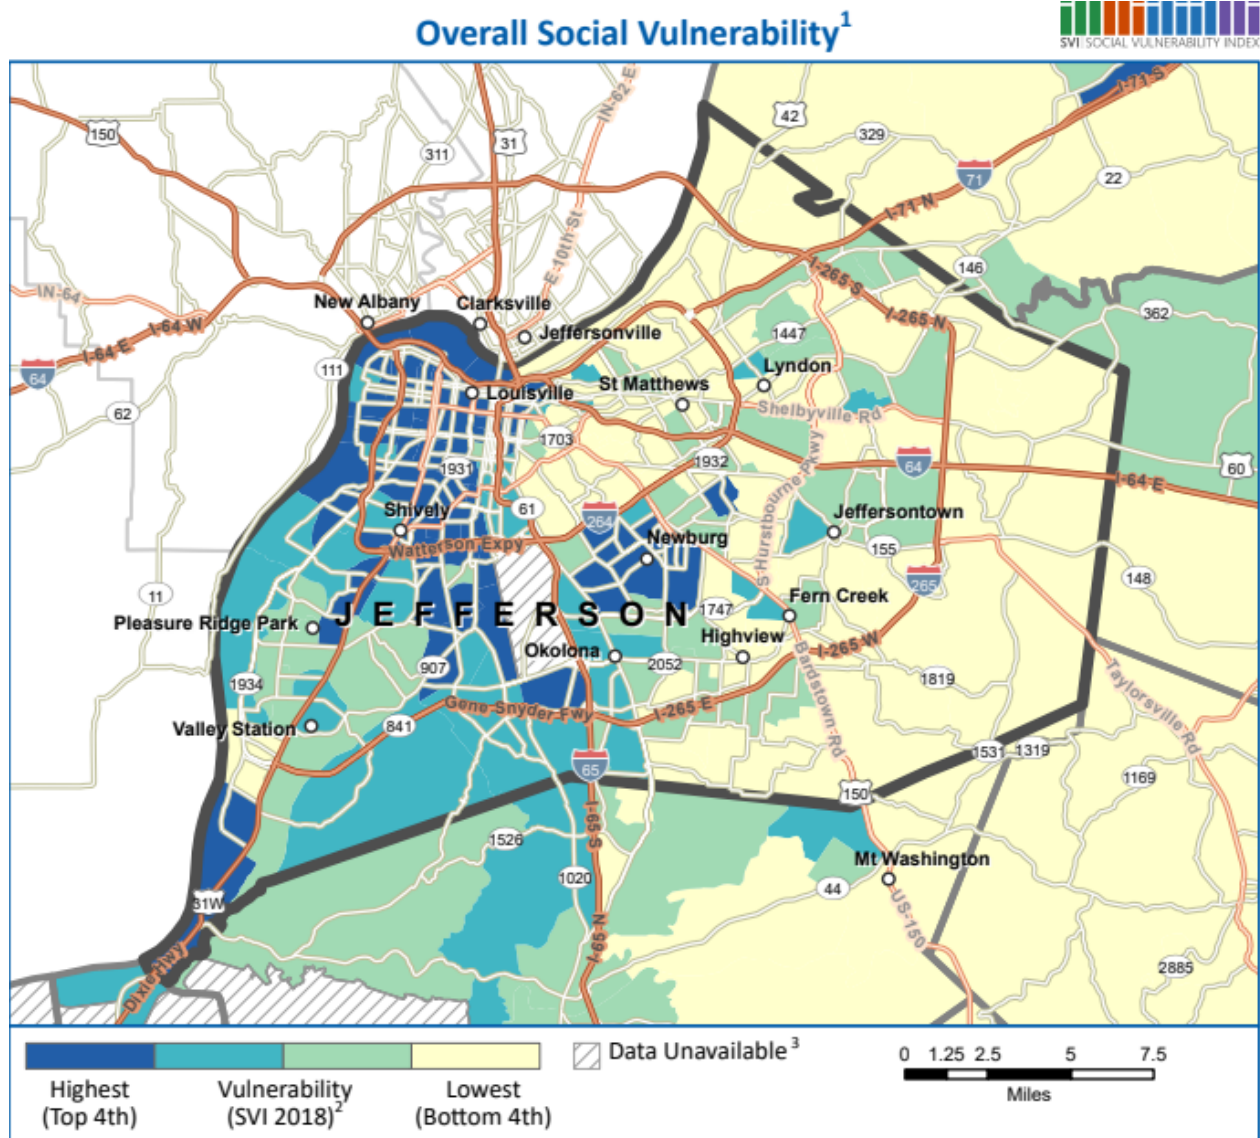 Overall Social Vulnerability1
SVI SOCIAL VULNERABILITY INDEX
I-71 S
IN-62 E
150
42
31
329
311
71
22
I-71 N
E 10th St
146
I-265 S
IN-64
New Albany
Clarksville
I-265 N
362
I-64 W
Jeffersonville
1447
I-64 E
111
Lyndon
64
St Matthews
Louisville
62
Shelbyville Rd
1703
1932
64
60
1931
I-64 E
S Hurstbourne Pkwy
Shively
61
264
Jeffersontown
Newburg
155
Watterson Expy
265
148
11
Fern Creek
JEFFERSON
1747
Pleasure Ridge Park
Highview
I-265 W
Okolona
2052
907
1819
1934
Bardstown Rd
Taylorsville Rd
Gene Snyder Fwy
I-265 E
Valley Station
841
1531
1319
65
1169
150
I-65 S
1526
Mt Washington
1020
44
31W
US-150
I-65 N
Dixie Hwy
2885
Highest
(Top 4th)
Vulnerability
(SVI 2018)2
Lowest
(Bottom 4th)
Data Unavailable3
0 1.25 2.5 5 7.5
Miles